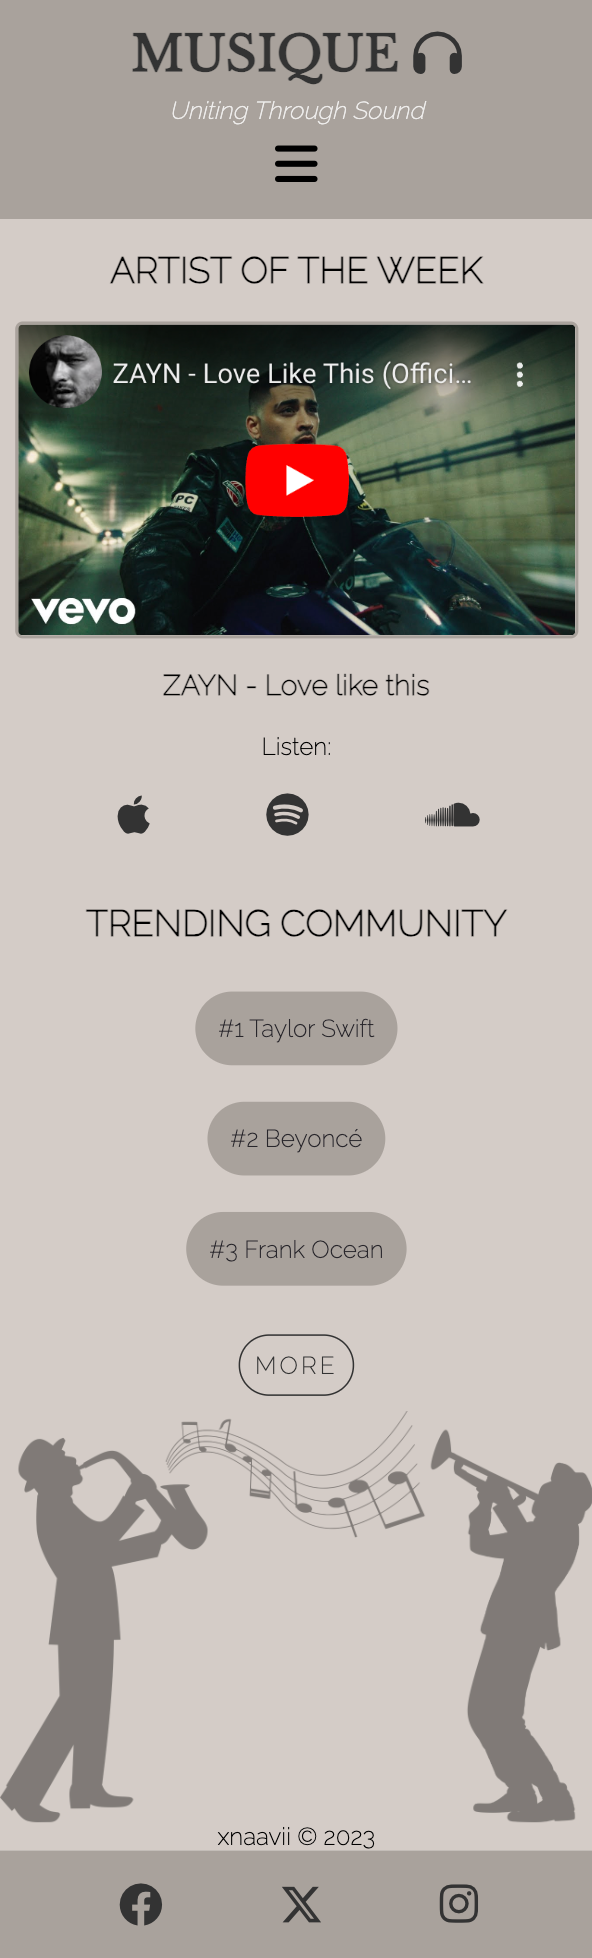 MUSIQUE
Uniting Through Sound
ARTIST OF THE WEEK
ZAYN - Love Like This (Offici...
PC
vevo
ZAYN - Love like this
Listen:
TRENDING COMMUNITY
#1 Taylor Swift
#2 Beyoncé
#3 Frank Ocean
MORE
xnaavii © 2023